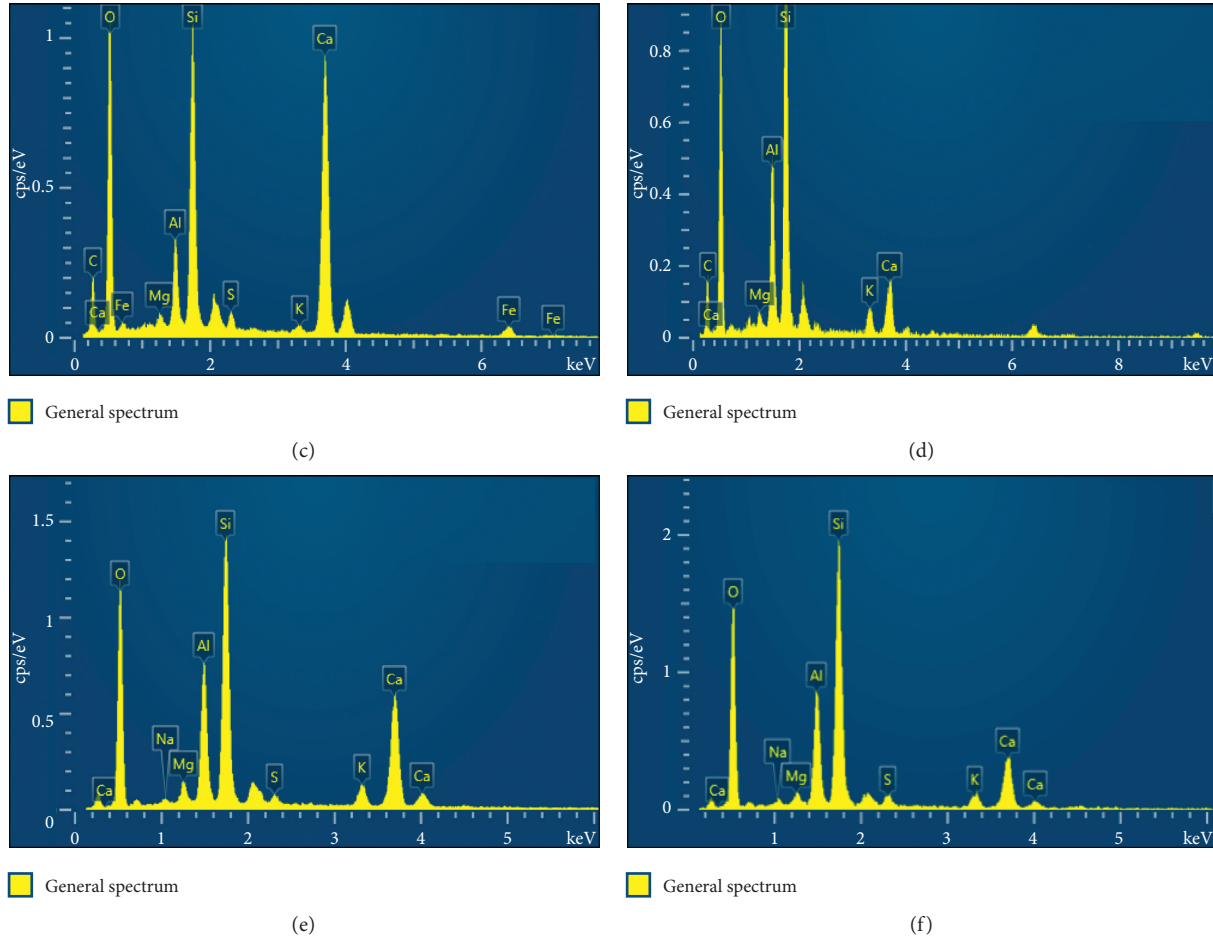 1
0.5
0
cps/eV
C
Ca
O
Fe
Mg
Al
Si
S
K
Ca
Fe
Fe
0 2 4 6 keV
General spectrum
(c)
0.8
0.6
0.4
0.2
0
cps/eV
C
Ca
O
Mg
Al
Si
K
Ca
0 2 4 6 8 keV
General spectrum
(d)
1.5
1
0.5
0
cps/eV
Ca
O
Na
Mg
Al
Si
S
K
Ca
Ca
0 1 2 3 4 5 keV
General spectrum
(e)
2
1
0
cps/eV
Ca
O
Na
Mg
Al
Si
S
K
Ca
Ca
1 2 3 4 5 keV
General spectrum
(f)